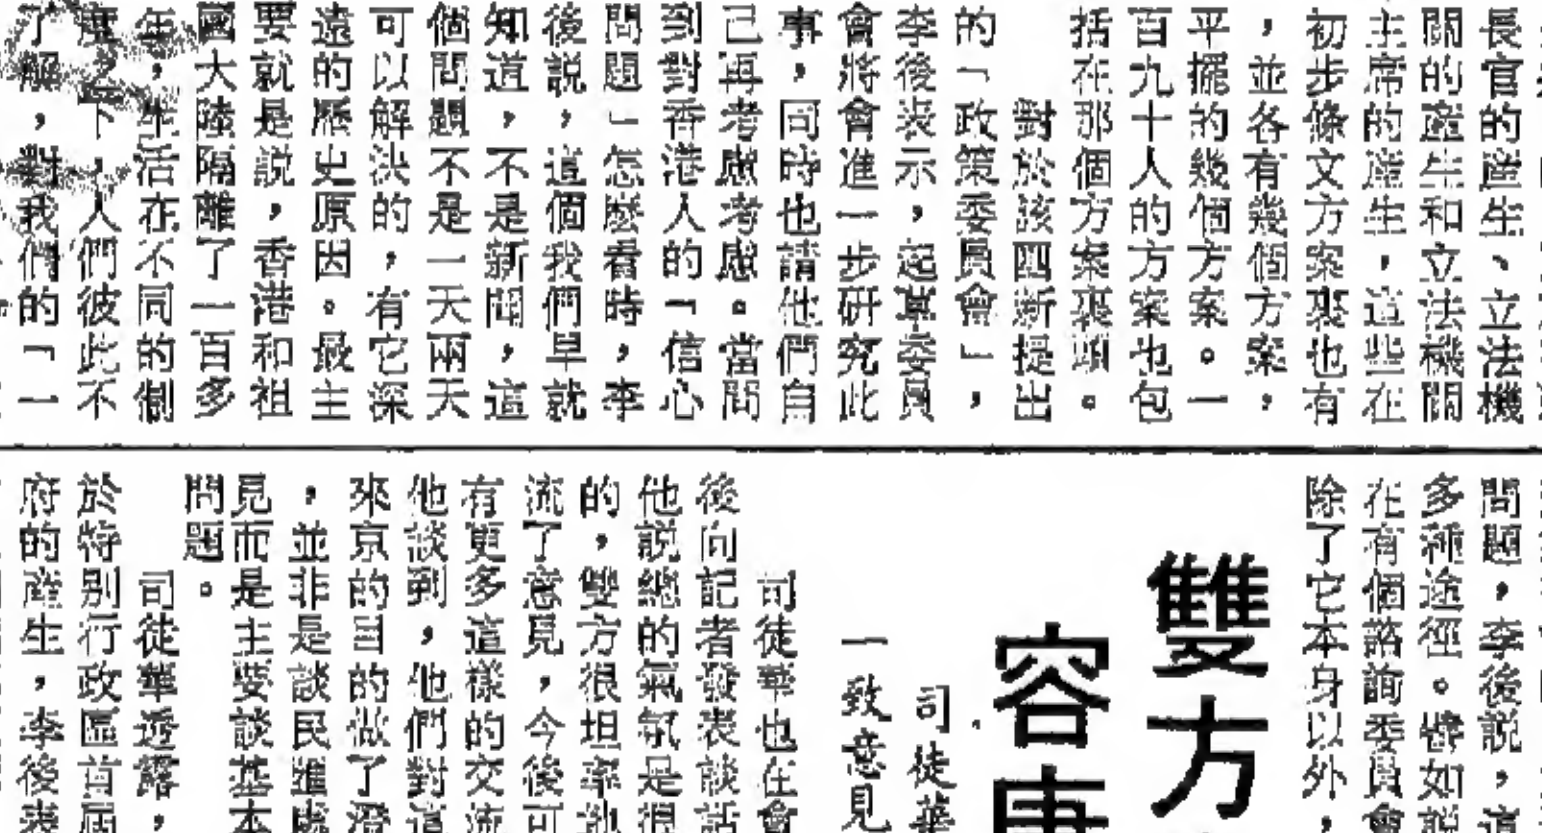 長官的産生、立法機
關的産生和立法機關
主席的産生，這些在
初步條文方案裏也有
，並各有幾個方案，
平擺的幾個方案。一
百九十人的方案也包
括在那個方案裏頭。
對於該四新提出
的「政策委員會」，
李後表示，起草委員
會將會進一步研究此
事，同時也請他們自
己再考慮考慮。當問
到對香港人的「信心
問題」怎麼看時，李
後説，這個我們早就
知道，不是新聞，這
個問題不是一天兩天
可以解決的，有它深
遠的歷史原因。最主
要就是説，香港和祖
國大陸隔離了一百多
年，生活在不同的制
度之下，人們彼此不
了解，對我們的「一
問題，李後説，這
多種途徑。譬如説
在有個諮詢委員會
除了它本身以外，
雙方
容
司徒華
一致意見
司徒華也在會
後向記者發表談話
他説總的氣氛是很
的，雙方很坦率地
流了意見，今後可
有更多這樣的交流
他談到，他們對這
來京的目的做了澄
，並非是談民進
見而是主要談基本
問題。
司徒華透露，
於特別行政區首屆
府的産生，李後表